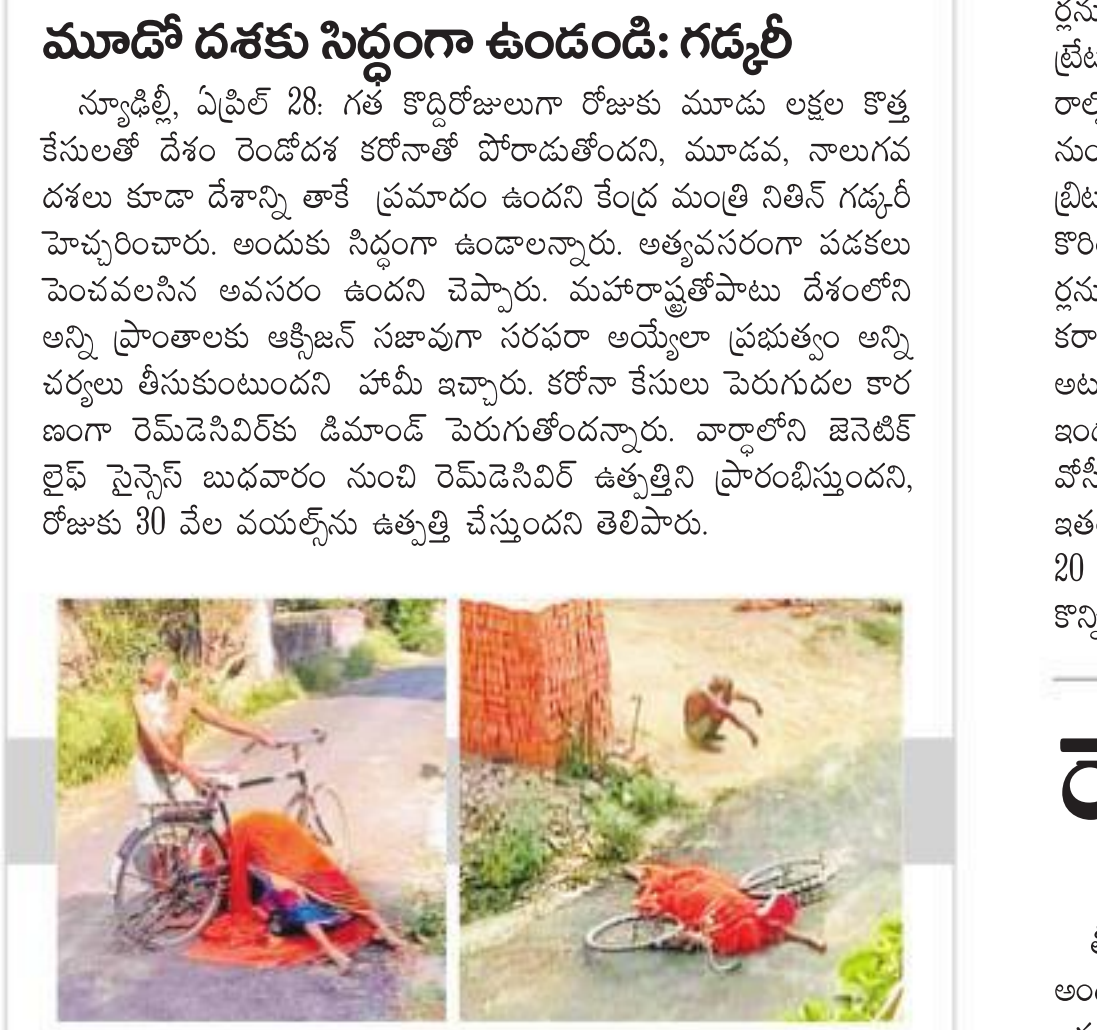 మూడో దశకు సిద్ధంగా ఉండండి: గడ్కరీ
న్యూఢిల్లీ, ఏప్రిల్ 28: గత కొద్దిరోజులుగా రోజుకు మూడు లక్షల కొత్త
కేసులతో దేశం రెండోదశ కరోనాతో పోరాడుతోందని, మూడవ, నాలుగవ
దశలు కూడా దేశాన్ని తాకే ప్రమాదం ఉందని కేంద్ర మంత్రి నితిన్ గడ్కరీ
హెచ్చరించారు. అందుకు సిద్ధంగా ఉండాలన్నారు. అత్యవసరంగా పడకలు
పెంచవలసిన అవసరం ఉందని చెప్పారు. మహారాష్ట్రతోపాటు దేశంలోని
అన్ని ప్రాంతాలకు ఆక్సిజన్ సజావుగా సరఫరా అయ్యేలా ప్రభుత్వం అన్ని
చర్యలు తీసుకుంటుందని హామీ ఇచ్చారు. కరోనా కేసులు పెరుగుదల కార
ణంగా రెమ్‌డెసివిర్‌కు డిమాండ్ పెరుగుతోందన్నారు. వార్ధాలోని జెనెటిక్
లైఫ్ సైన్సెస్ బుధవారం నుంచి రెమ్‌డెసివిర్ ఉత్పత్తిని ప్రారంభిస్తుందని,
రోజుకు 30 వేల వయల్స్‌ను ఉత్పత్తి చేస్తుందని తెలిపారు.
20